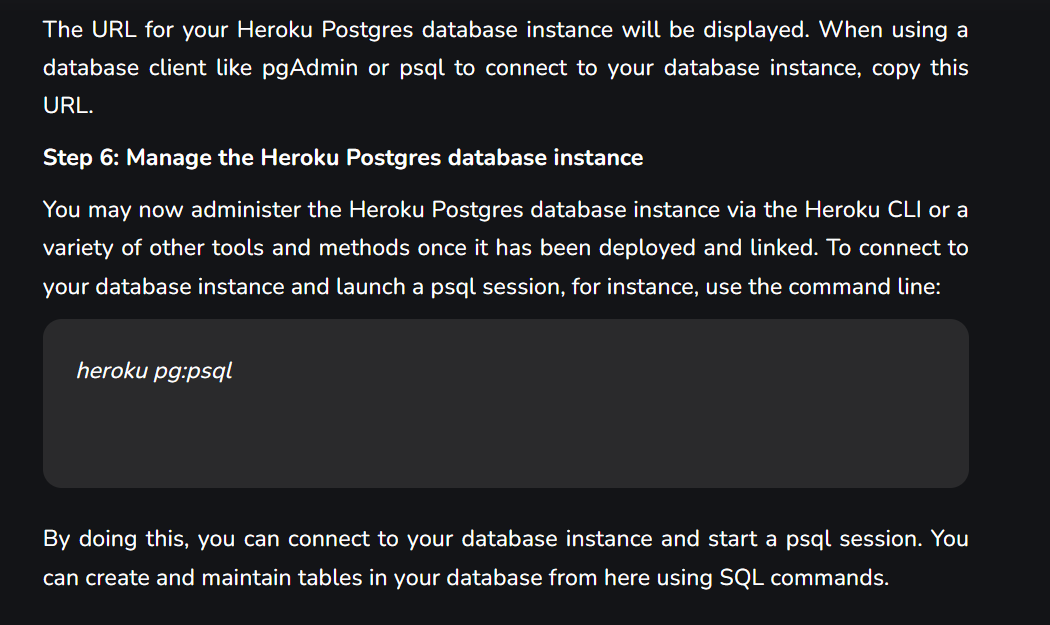 The URL for your Heroku Postgres database instance will be displayed. When using a
database client like pgAdmin or psql to connect to your database instance, copy this
URL.
Step 6: Manage the Heroku Postgres database instance
You may now administer the Heroku Postgres database instance via the Heroku CLI or a
variety of other tools and methods once it has been deployed and linked. To connect to
your database instance and launch a psql session, for instance, use the command line:
heroku pg:psql
By doing this, you can connect to your database instance and start a psql session. You
can create and maintain tables in your database from here using SQL commands.